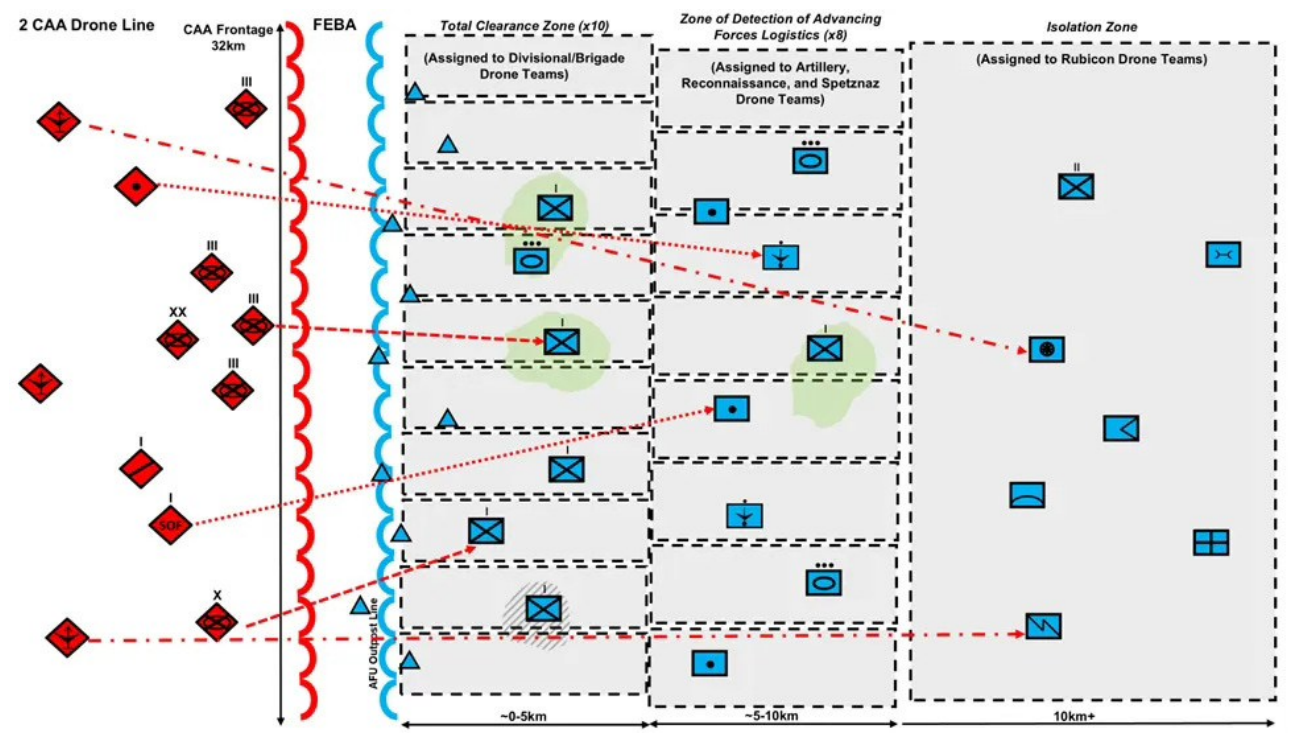 2 CAA Drone Line
CAA Frontage
32km
FEBA
Total Clearance Zone (x10)
(Assigned to Divisional/Brigade
Drone Teams)
Zone of Detection of Advancing
Forces Logistics (x8)
(Assigned to Artillery,
Reconnaissance, and Spetznaz
Drone Teams)
Isolation Zone
(Assigned to Rubicon Drone Teams)
III
III
XX
III
III
I
I
SOF
X
I
I
I
I
I
I
II
AFU Outpost Line
~0-5km
~5-10km
10km+